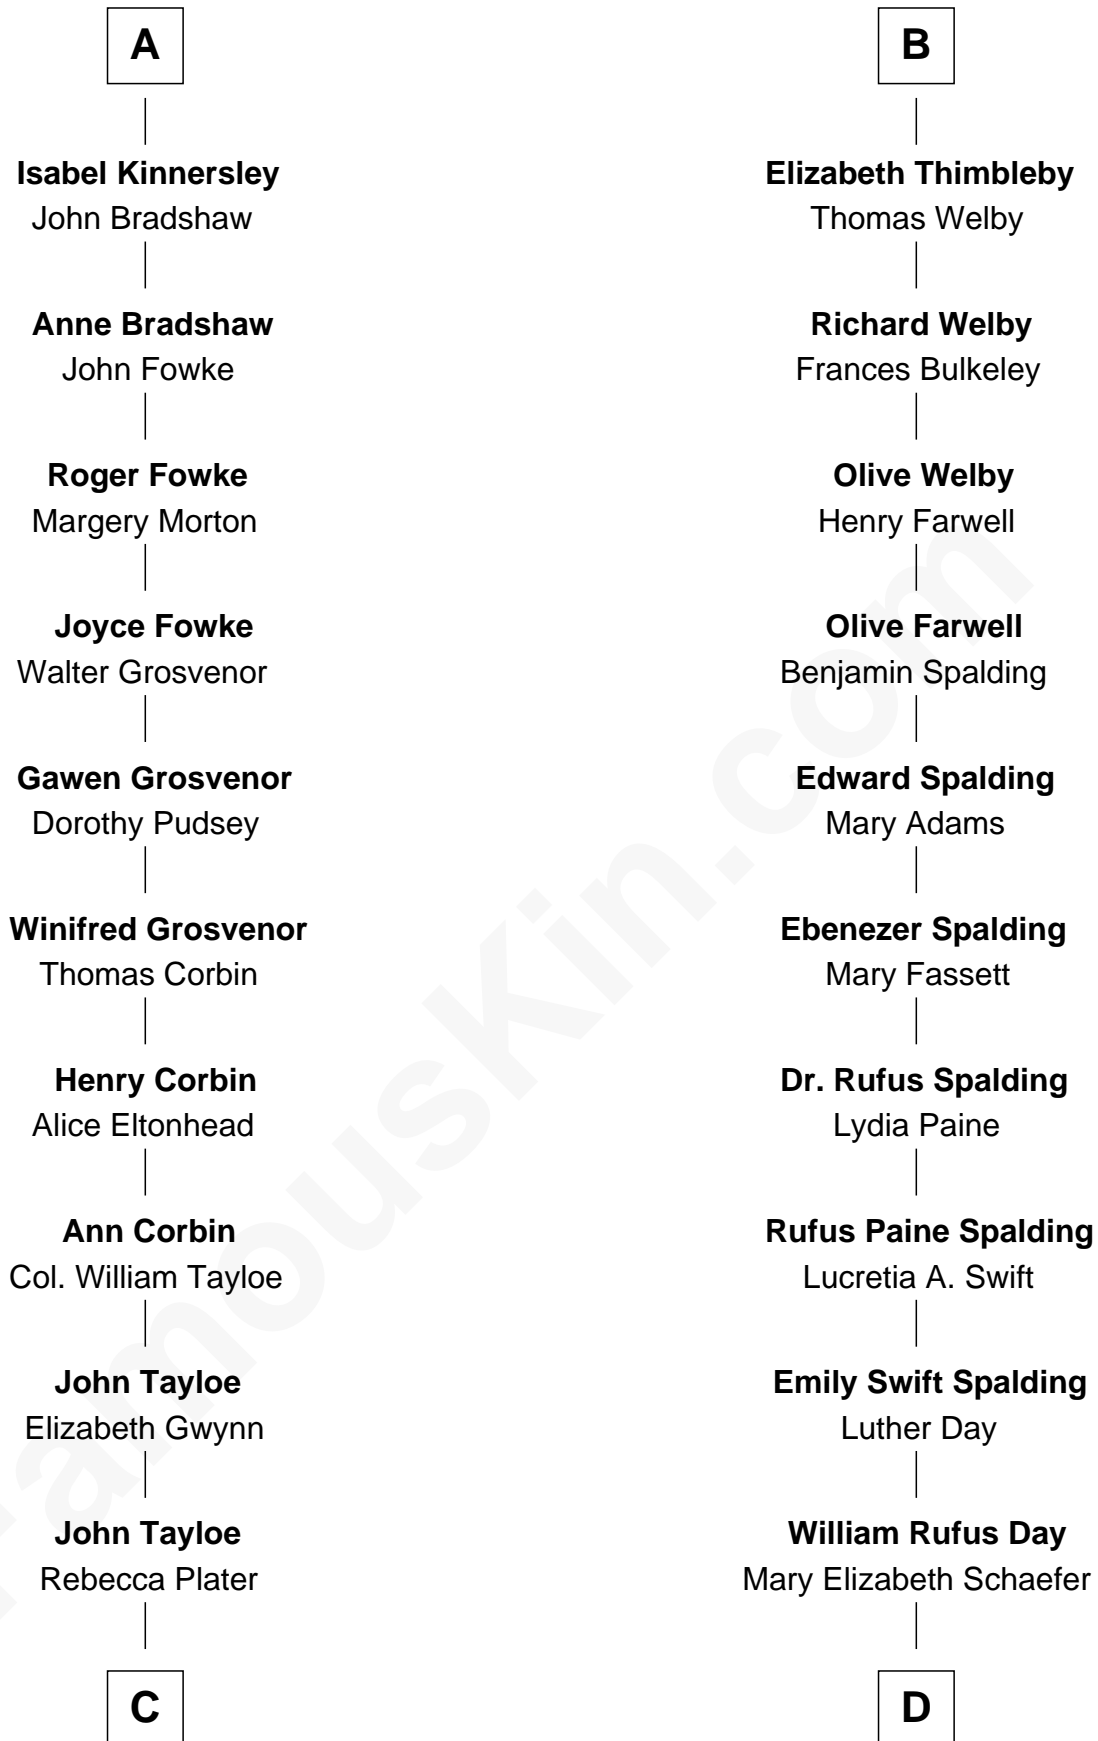 A
Isabel Kinnersley
John Bradshaw
Anne Bradshaw
John Fowke
Roger Fowke
Margery Morton
Joyce Fowke
Walter Grosvenor
Gawen Grosvenor
Dorothy Pudsey
Winifred Grosvenor
Thomas Corbin
Henry Corbin
Alice Eltonhead
Ann Corbin
Col. William Tayloe
John Tayloe
Elizabeth Gwynn
John Tayloe
Rebecca Plater
C
B
Elizabeth Thimbleby
Thomas Welby
Richard Welby
Frances Bulkeley
Olive Welby
Henry Farwell
Olive Farwell
Benjamin Spalding
Edward Spalding
Mary Adams
Ebenezer Spalding
Mary Fassett
Dr. Rufus Spalding
Lydia Paine
Rufus Paine Spalding
Lucretia A. Swift
Emily Swift Spalding
Luther Day
William Rufus Day
Mary Elizabeth Schaefer
D
FamousKin.com